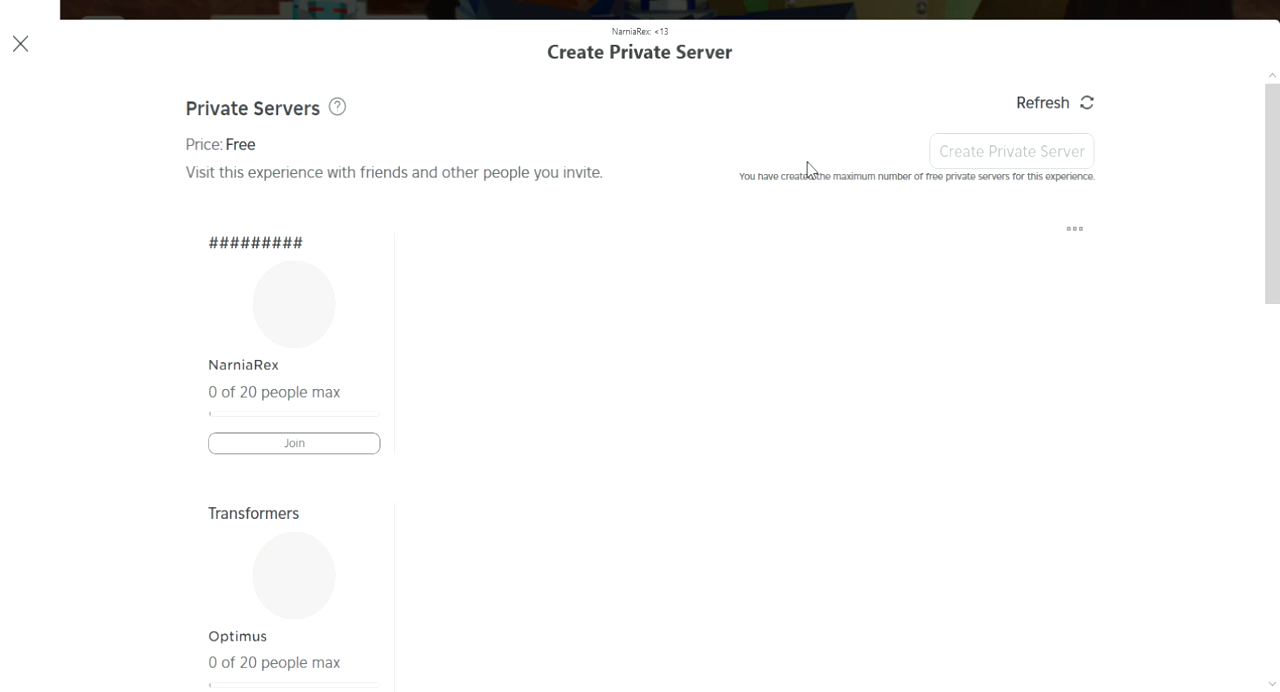 NarniaRex: <13
Create Private Server
Private Servers ?
Refresh
Price: Free
Create Private Server
Visit this experience with friends and other people you invite.
You have created the maximum number of free private servers for this experience.
#########
NarniaRex
0 of 20 people max
Join
Transformers
Optimus
0 of 20 people max